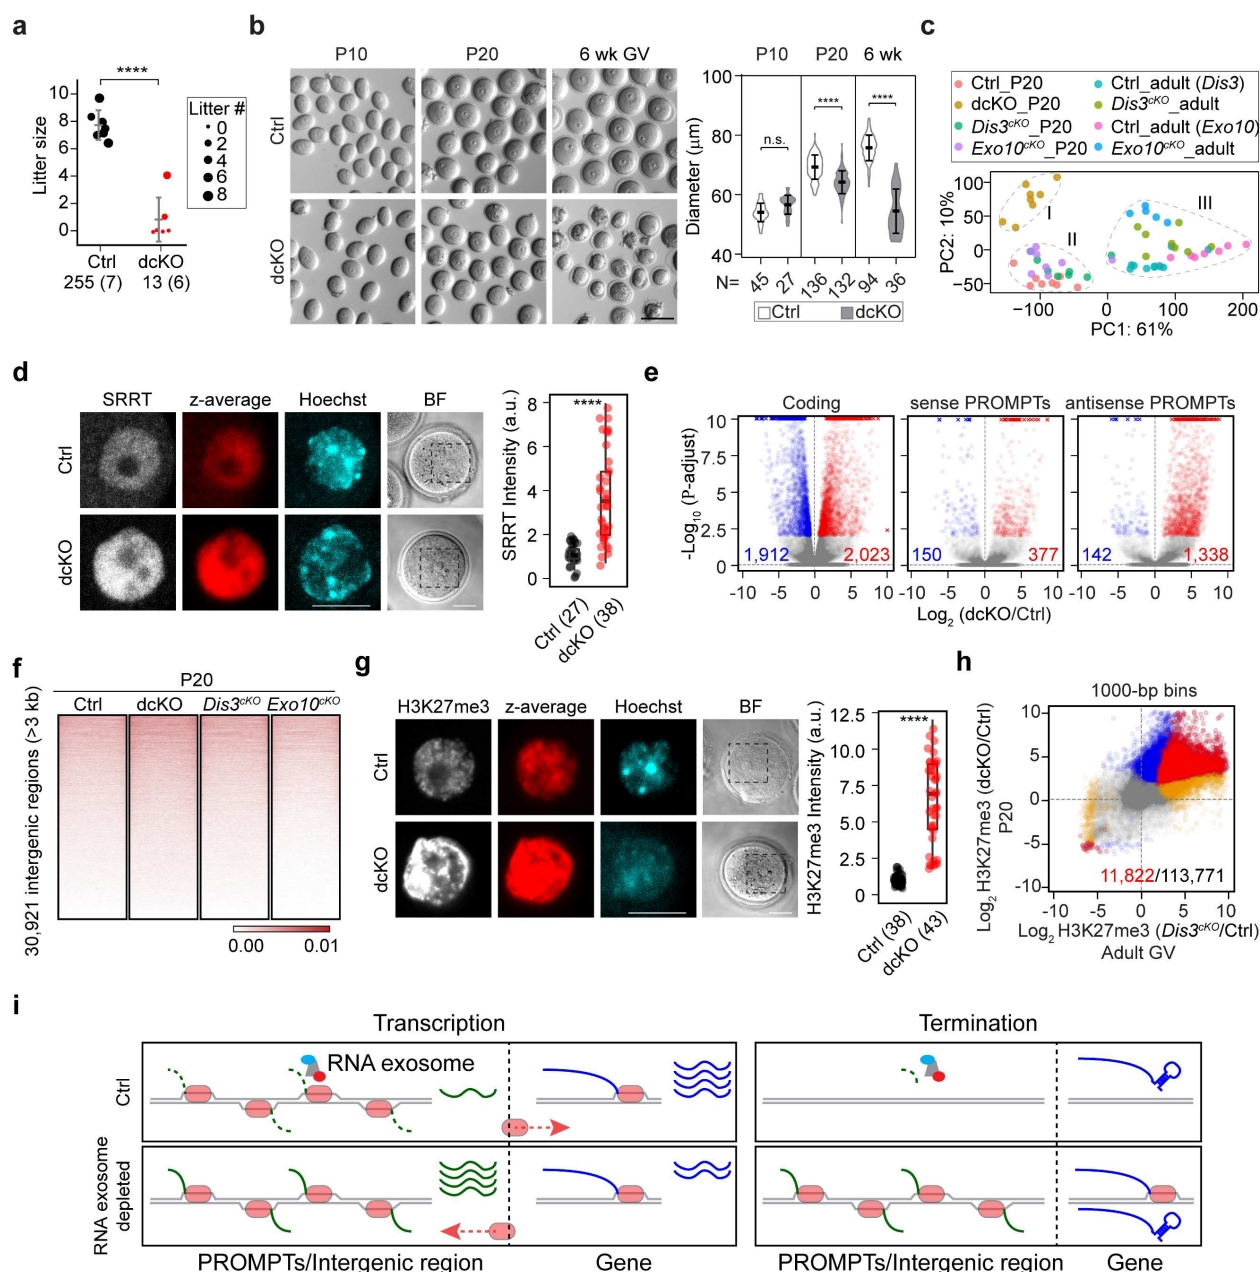 a
****
Litter size
10
8
6
4
2
0
Ctrl
dcKO
255 (7)
13 (6)
Litter #
0
2
4
6
8
b
P10
P20
6 wk GV
Ctrl
dcKO
P10
P20
6 wk
Diameter (μm)
100
80
60
40
n.s.
****
****
N=
45
27
136
132
94
36
Ctrl
dcKO
c
Ctrl_P20
dcKO_P20
Dis3cKO_P20
Exo10cKO_P20
Ctrl_adult (Dis3)
Dis3cKO_adult
Ctrl_adult (Exo10)
Exo10cKO_adult
PC2: 10%
100
50
0
−50
I
II
III
−100
0
100
200
PC1: 61%
d
SRRT
z-average
Hoechst
BF
Ctrl
dcKO
SRRT Intensity (a.u.)
8
6
4
2
0
****
Ctrl (27)
dcKO (38)
e
Coding
sense PROMPTs
antisense PROMPTs
-Log10 (P-adjust)
10
7.5
5
2.5
0
1,912
2,023
150
377
142
1,338
-10
-5
0
5
10
-10
-5
0
5
10
-10
-5
0
5
10
Log2 (dcKO/Ctrl)
f
P20
Ctrl
dcKO
Dis3cKO
Exo10cKO
30,921 intergenic regions (>3 kb)
0.00
0.01
g
H3K27me3
z-average
Hoechst
BF
Ctrl
dcKO
H3K27me3 Intensity (a.u.)
12.5
10.0
7.5
5.0
2.5
0
****
Ctrl (38)
dcKO (43)
h
1000-bp bins
Log2 H3K27me3 (dcKO/Ctrl)
P20
10
5
0
-5
-10
11,822/113,771
-10
-5
0
5
10
Log2 H3K27me3 (Dis3cKO/Ctrl)
Adult GV
i
Transcription
Termination
Ctrl
RNA exosome
RNA exosome
depleted
PROMPTs/Intergenic region
Gene
PROMPTs/Intergenic region
Gene